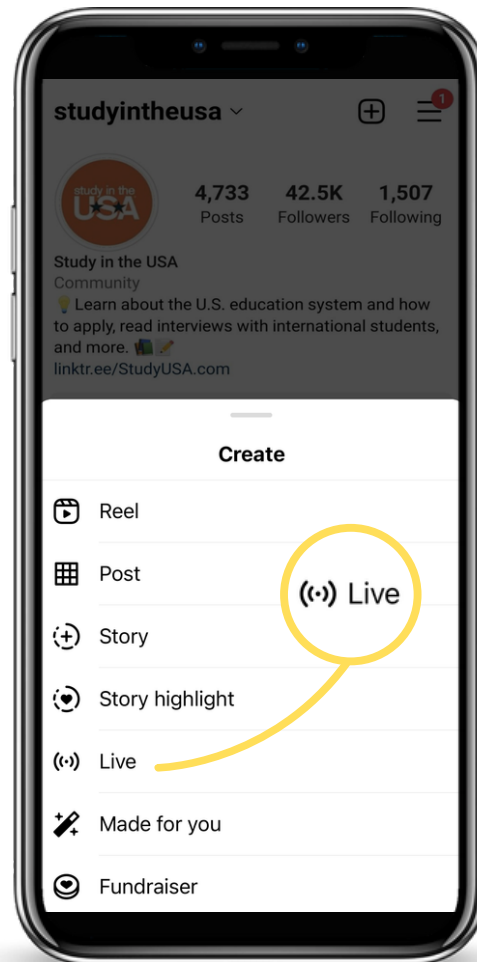 studyintheusa
1
study in the
USA
4,733 42.5K 1,507
Posts Followers Following
Study in the USA
Community
💡Learn about the U.S. education system and how
to apply, read interviews with international students,
and more. 📚📝
linktr.ee/StudyUSA.com
Create
Reel
Post
Live
Story
Story highlight
Live
Made for you
Fundraiser